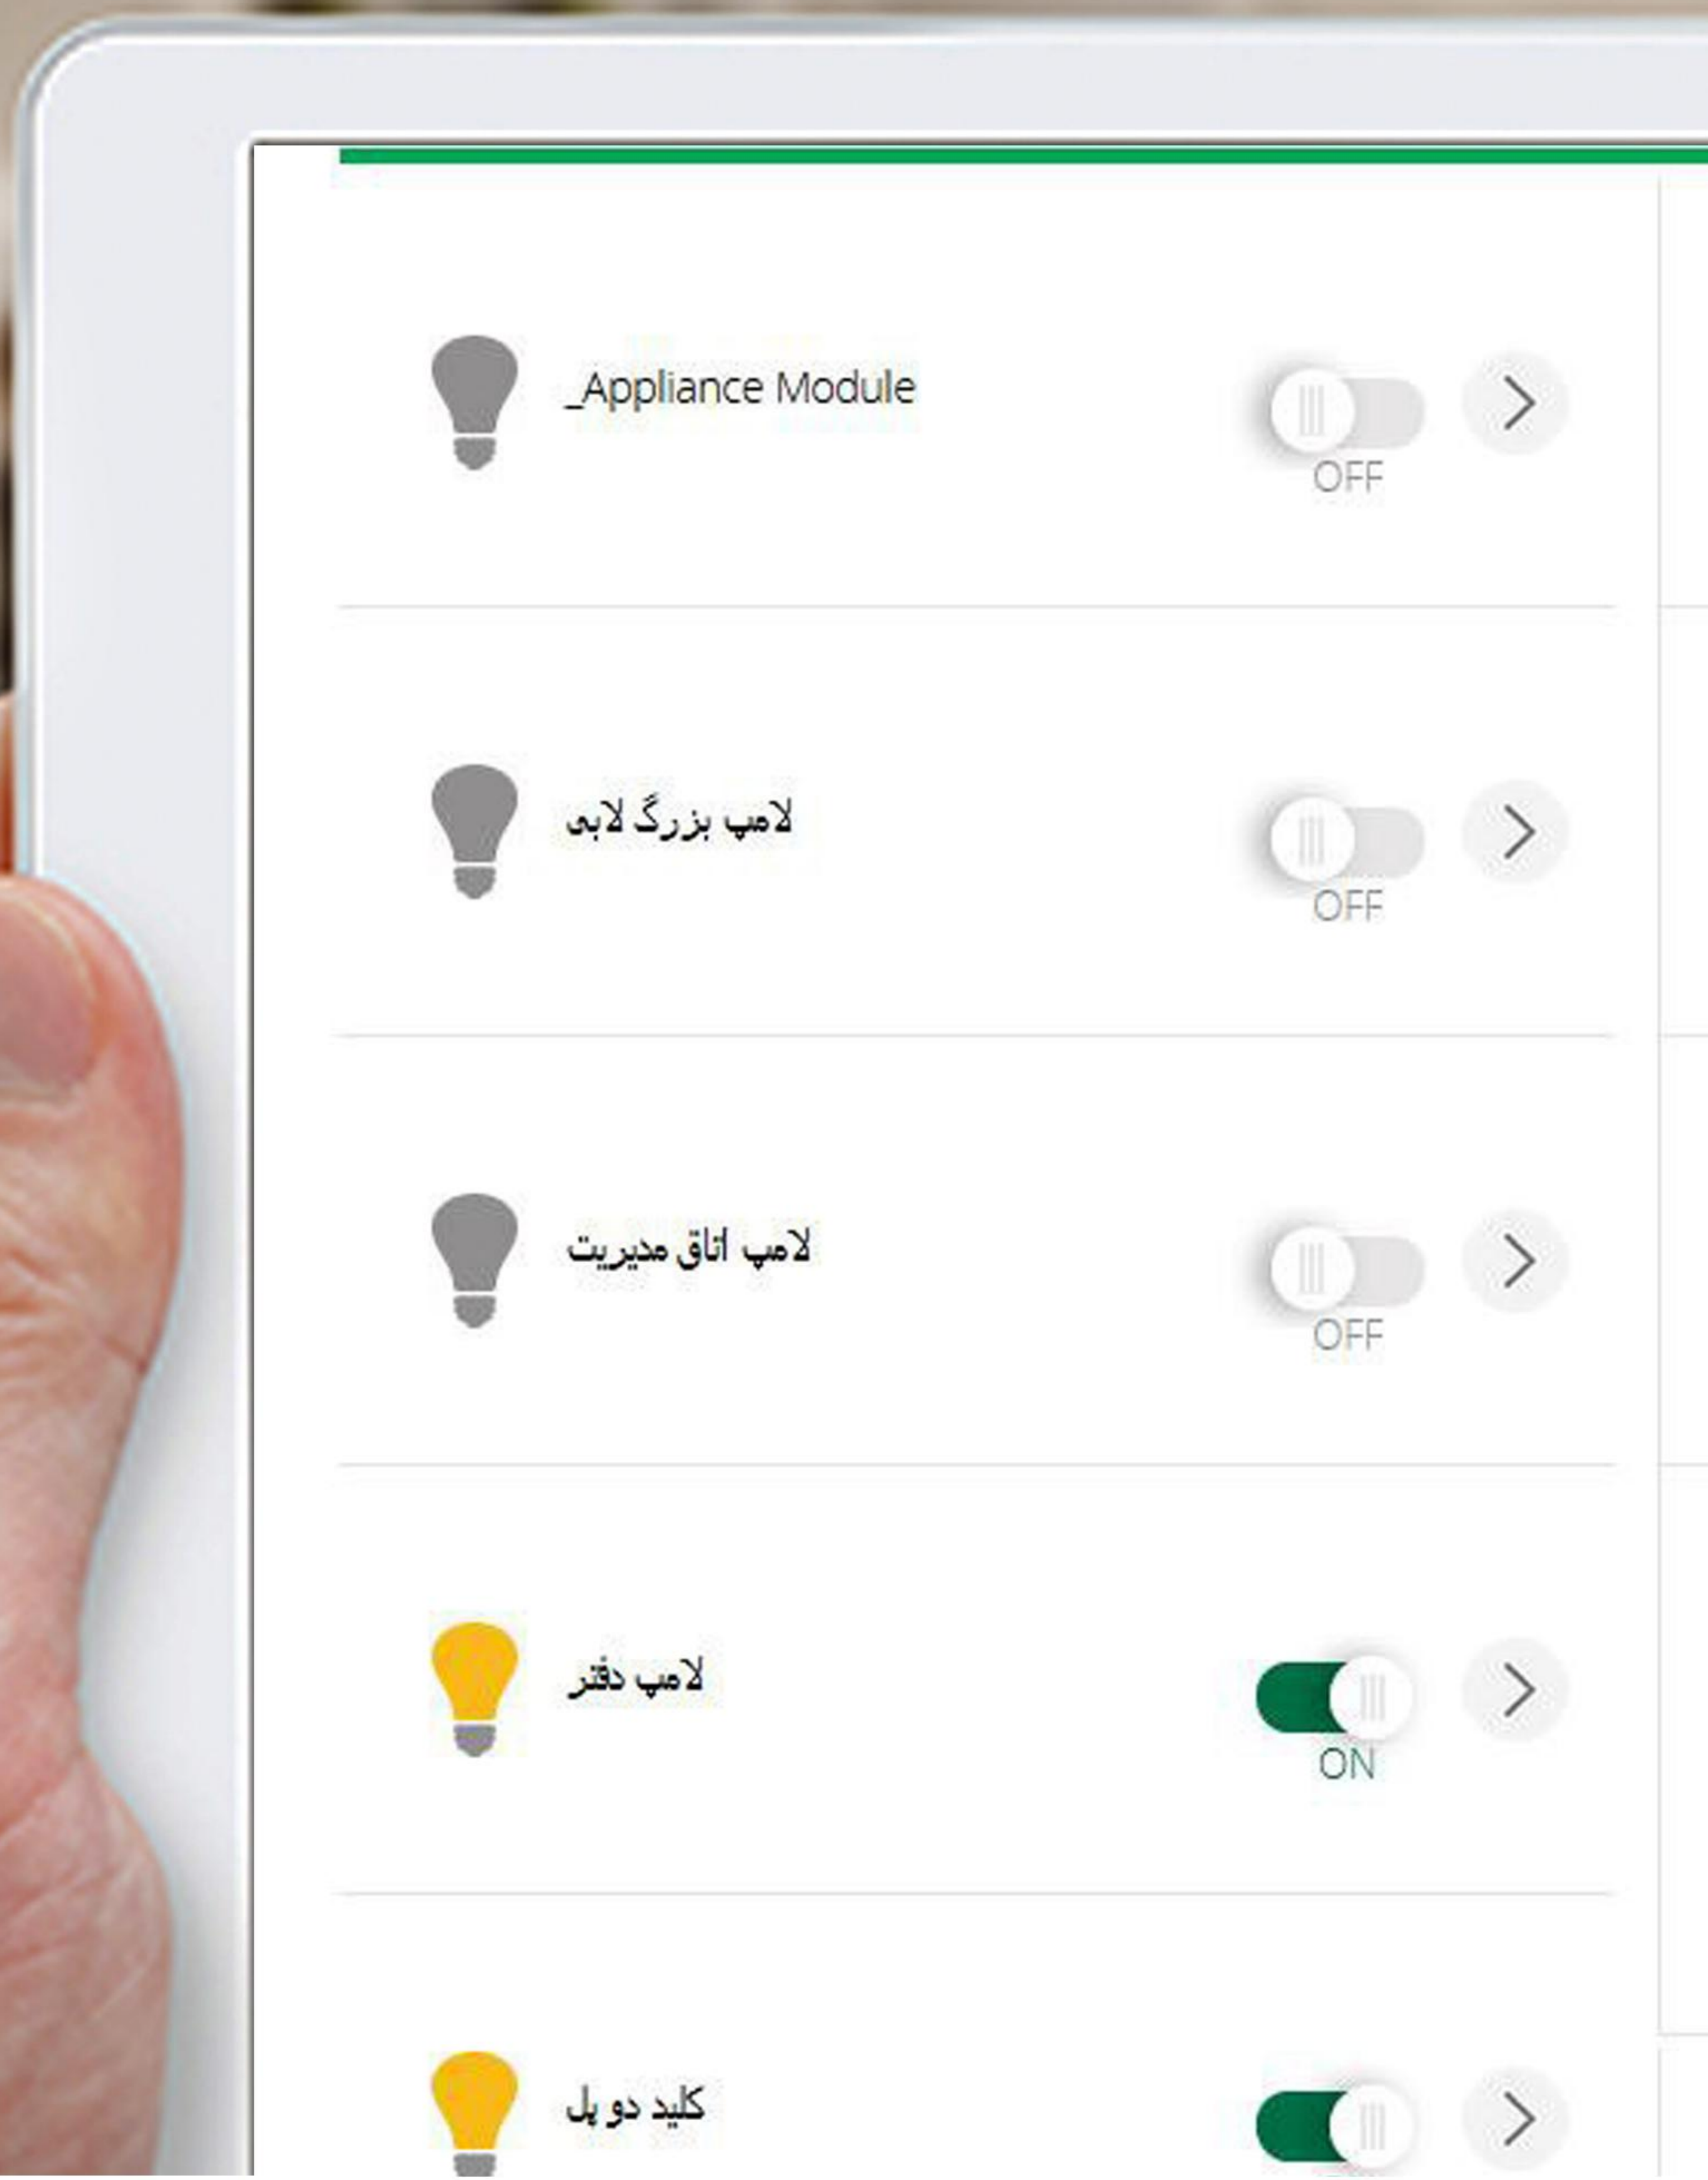 _Appliance Module
OFF
لامپ بزرگ لابی
OFF
لامپ اتاق مدیریت
OFF
لامپ دفتر
ON
کلید دو پل